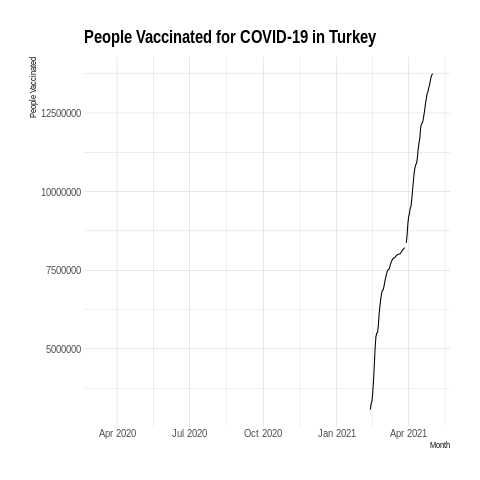 People Vaccinated for COVID-19 in Turkey
People Vaccinated
12500000
10000000
7500000
5000000
Apr 2020
Jul 2020
Oct 2020
Jan 2021
Apr 2021
Month